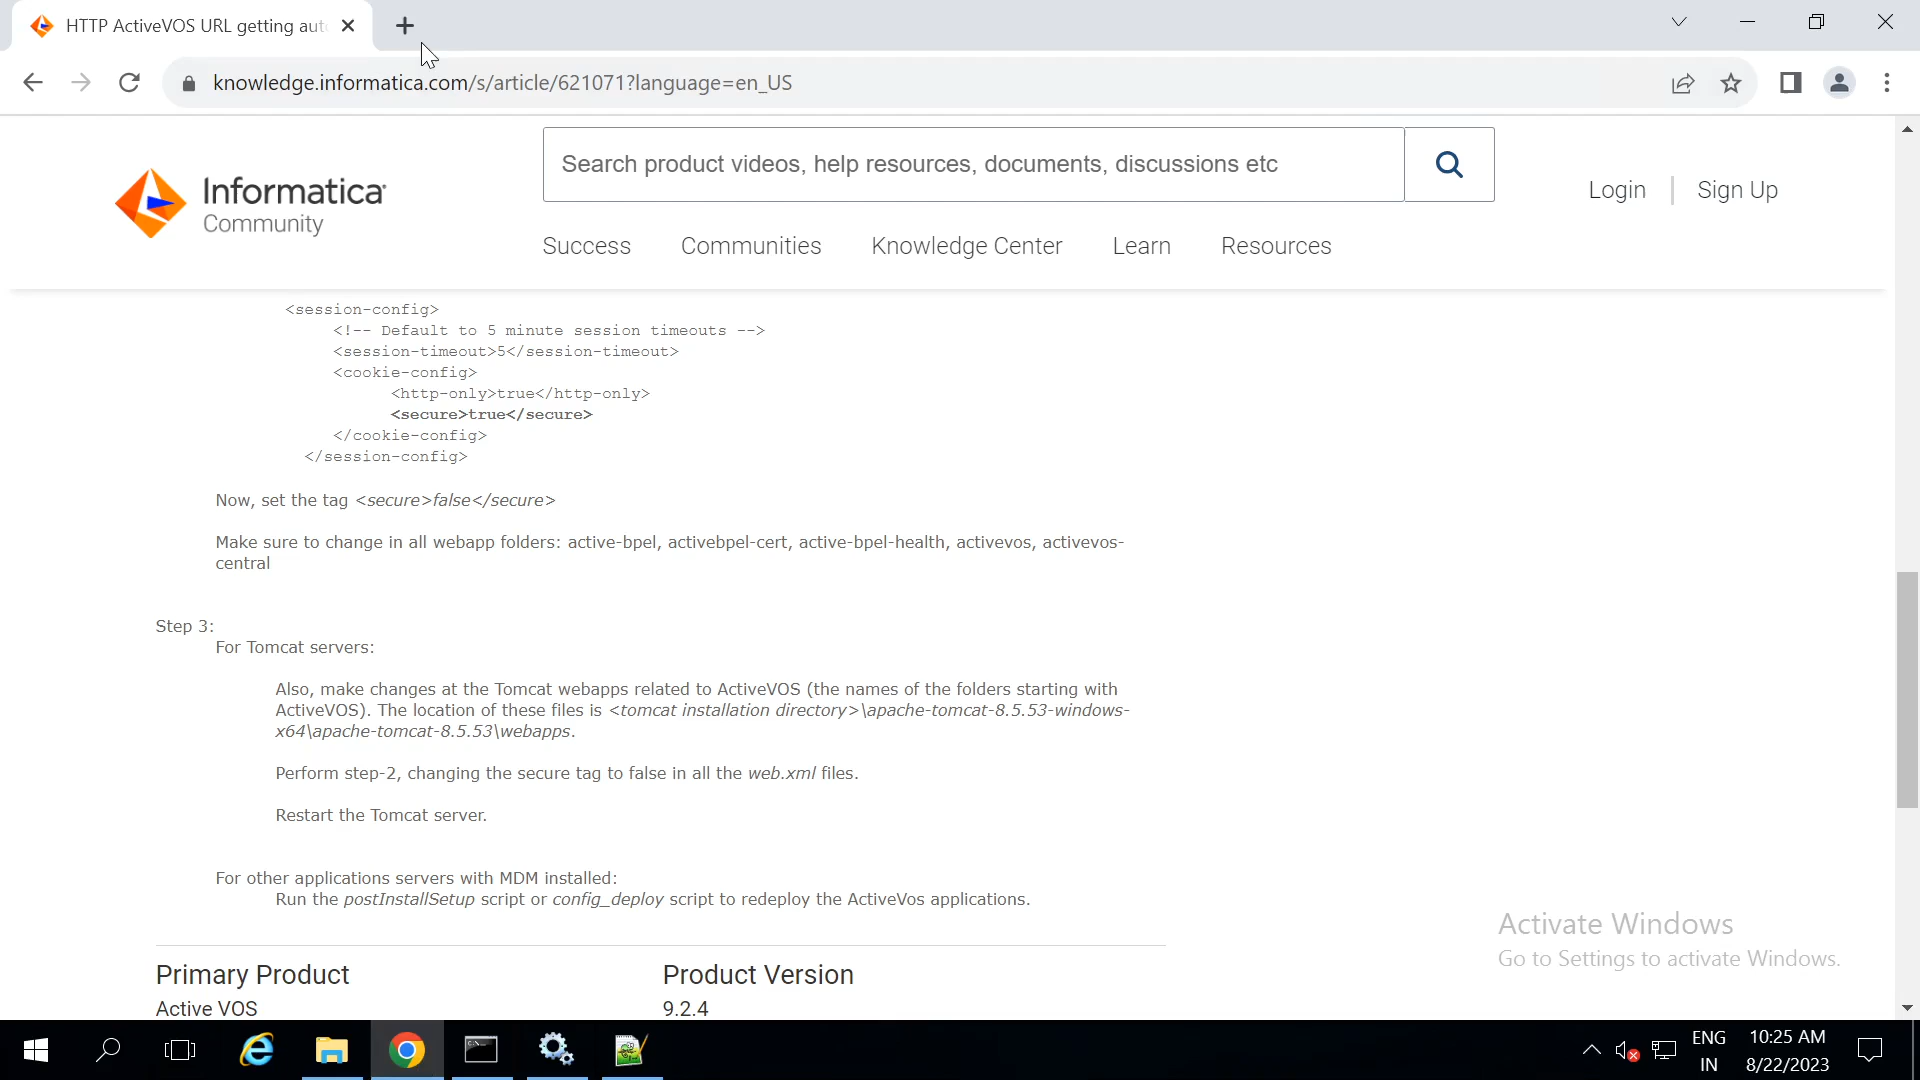 HTTP ActiveVOS URL getting aut
knowledge.informatica.com/s/article/621071?language=en_US
Informatica
Community
Search product videos, help resources, documents, discussions etc
Login
Sign Up
Success
Communities
Knowledge Center
Learn
Resources
<session-config>
<!-- Default to 5 minute session timeouts -->
<session-timeout>5</session-timeout>
<cookie-config>
<http-only>true</http-only>
<secure>true</secure>
</cookie-config>
</session-config>
Now, set the tag <secure>false</secure>
Make sure to change in all webapp folders: active-bpel, activebpel-cert, active-bpel-health, activevos, activevos-
central
Step 3:
For Tomcat servers:
Also, make changes at the Tomcat webapps related to ActiveVOS (the names of the folders starting with
ActiveVOS). The location of these files is <tomcat installation directory>\apache-tomcat-8.5.53-windows-
x64\apache-tomcat-8.5.53\webapps.
Perform step-2, changing the secure tag to false in all the web.xml files.
Restart the Tomcat server.
For other applications servers with MDM installed:
Run the postInstallSetup script or config_deploy script to redeploy the ActiveVos applications.
Primary Product
Product Version
Active VOS
9.2.4
Activate Windows
Go to Settings to activate Windows.
ENG
IN
10:25 AM
8/22/2023